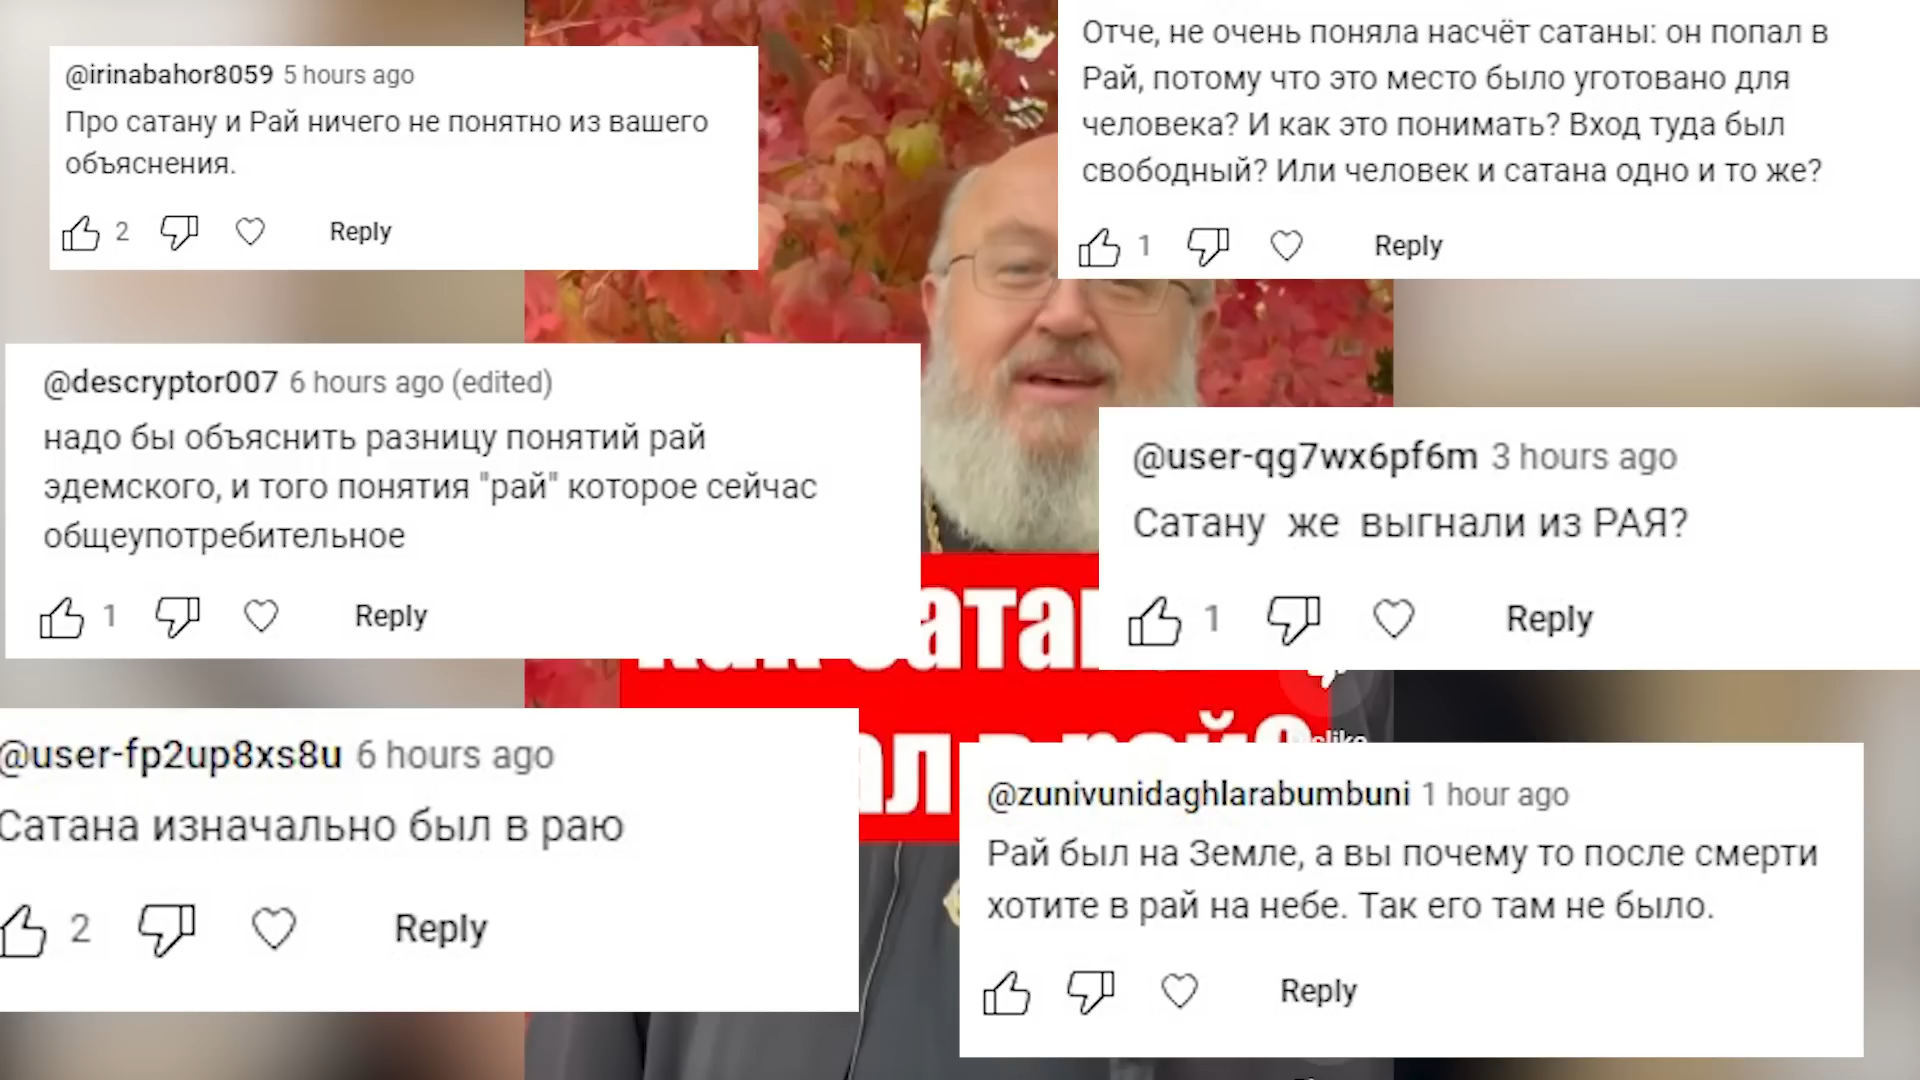 @irinabahor8059 5 hours ago
Про сатану и Рай ничего не понятно из вашего
объяснения.
2 Reply
Отче, не очень поняла насчёт сатаны: он попал в
Рай, потому что это место было уготовано для
человека? И как это понимать? Вход туда был
свободный? Или человек и сатана одно и то же?
1 Reply
@descryptor007 6 hours ago (edited)
надо бы объяснить разницу понятий рай
эдемского, и того понятия "рай" которое сейчас
общеупотребительное
1 Reply
@user-qg7wx6pf6m 3 hours ago
Сатану же выгнали из РАЯ?
1 Reply
@user-fp2up8xs8u 6 hours ago
Сатана изначально был в раю
2 Reply
@zunivunidaghlarabumbuni 1 hour ago
Рай был на Земле, а вы почему то после смерти
хотите в рай на небе. Так его там не было.
Reply